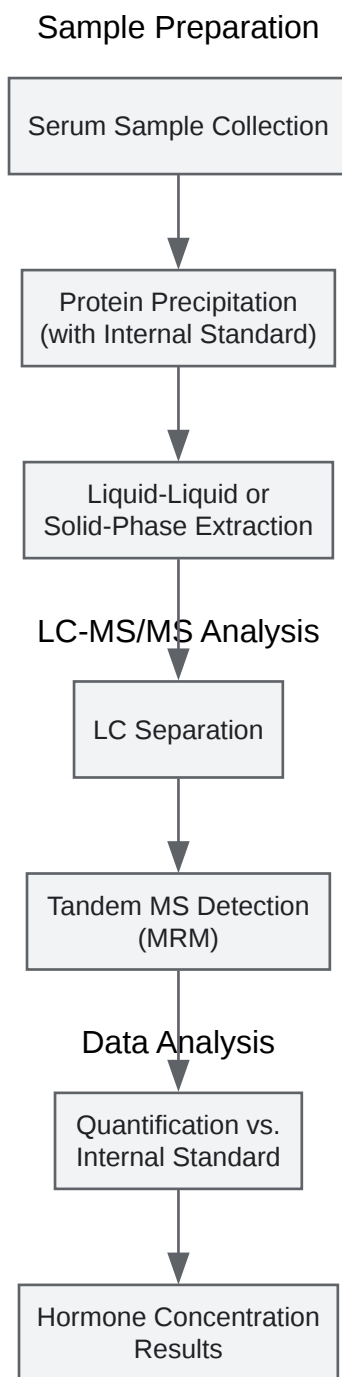 Sample Preparation
Serum Sample Collection
Protein Precipitation
(with Internal Standard)
Liquid-Liquid or
Solid-Phase Extraction
LC-MS/MS Analysis
LC Separation
Tandem MS Detection
(MRM)
Data Analysis
Quantification vs.
Internal Standard
Hormone Concentration
Results